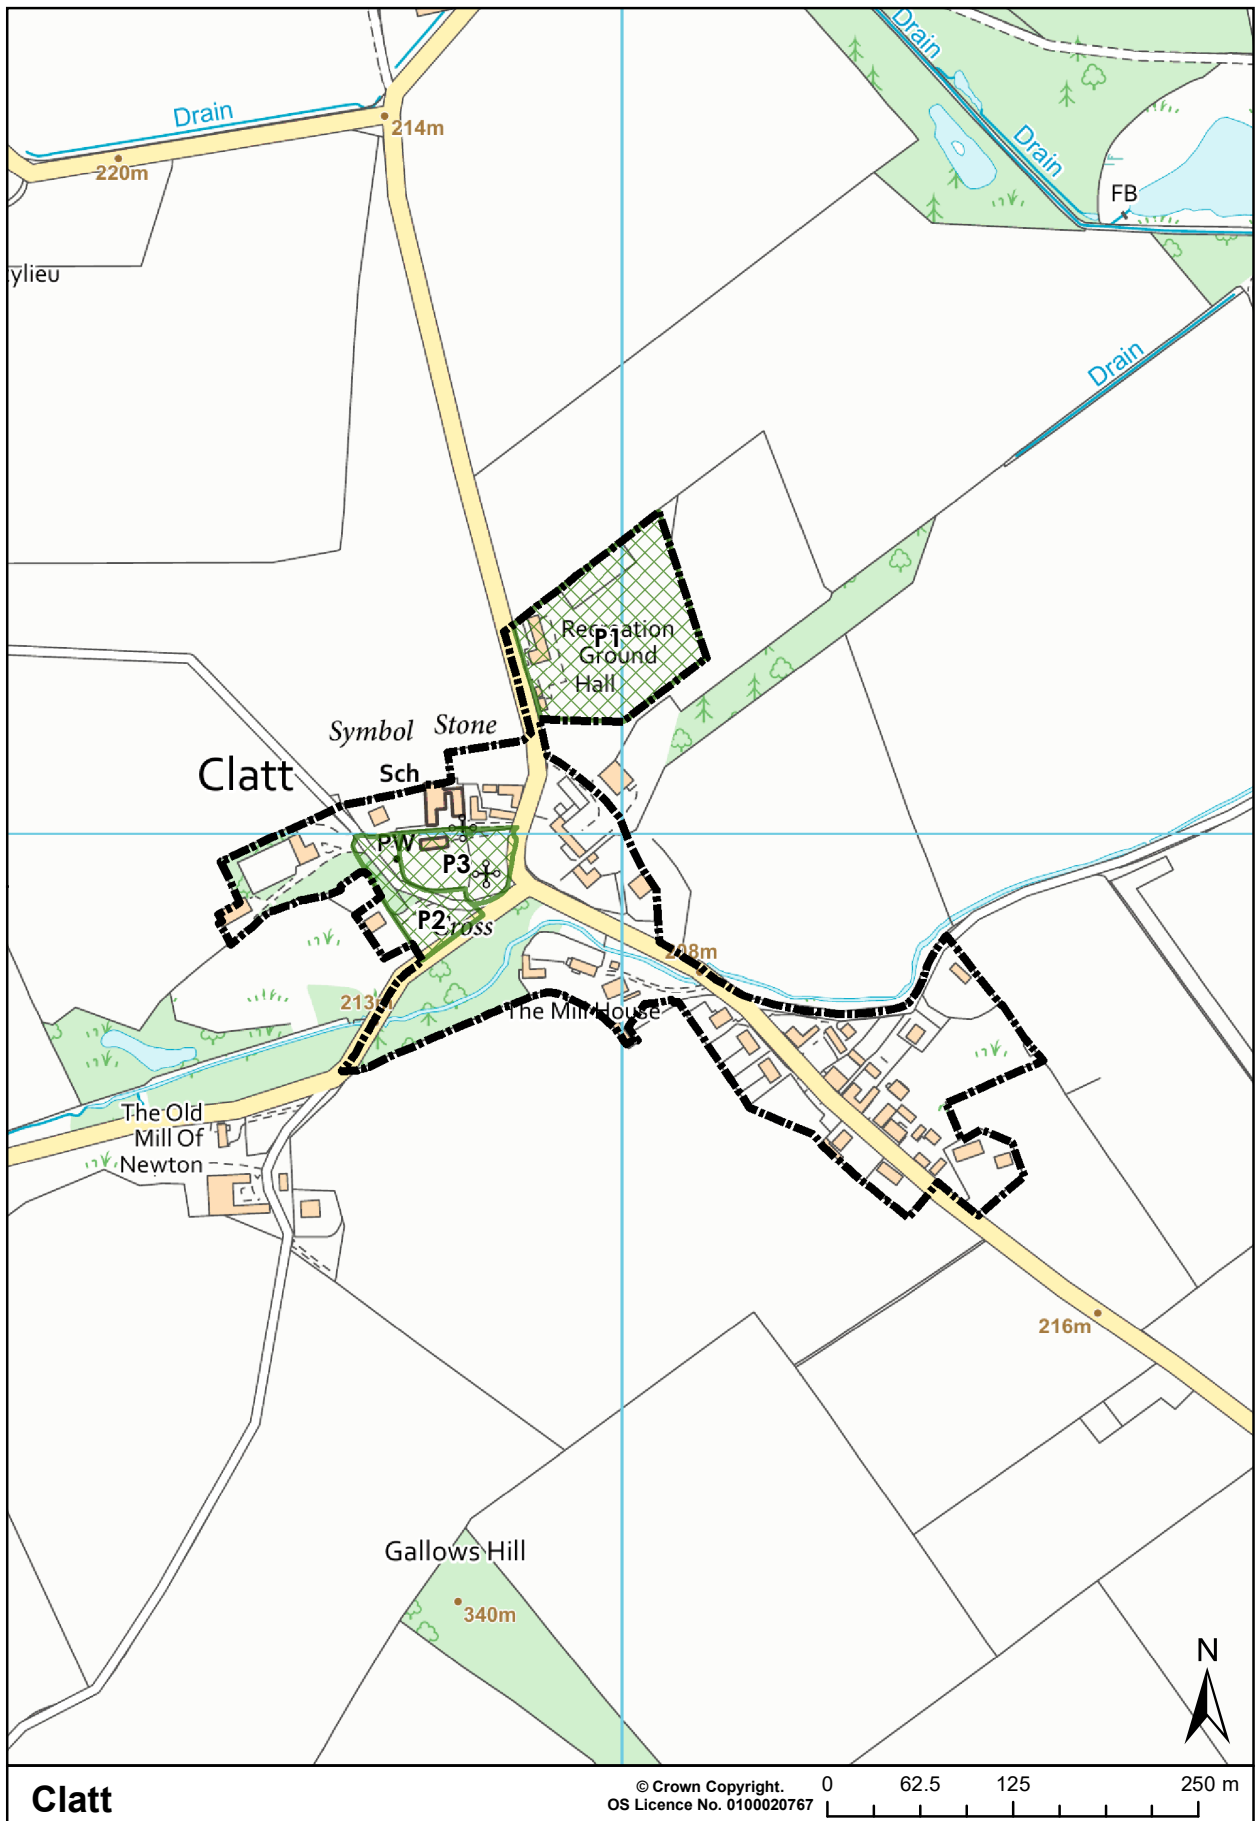 Drain
Drain
214m
220m
Drain
FB
ylieu
Drain
Recreation
P1
Ground
Hall
Symbol Stone
Clatt
Sch
PW
P3
P2
Cross
208m
213m
The Mill House
The Old
Mill Of
Newton
216m
Gallows Hill
340m
N
Clatt
© Crown Copyright.
OS Licence No. 0100020767
0 62.5 125 250 m